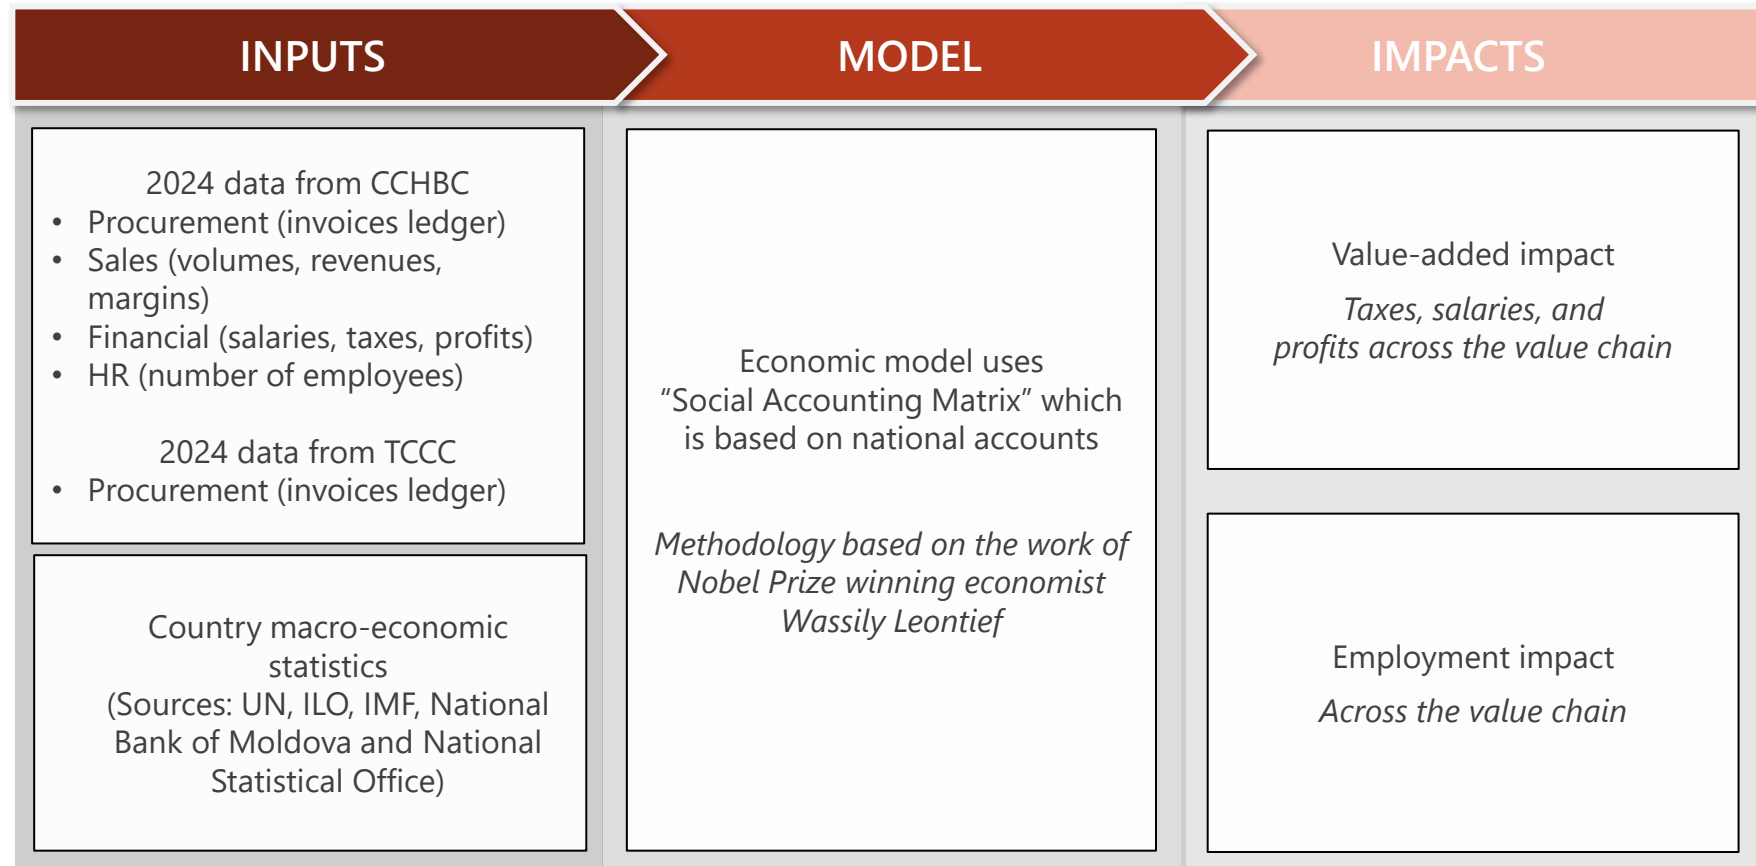 INPUTS
MODEL
IMPACTS
2024 data from CCHBC
• Procurement (invoices ledger)
• Sales (volumes, revenues,
margins)
• Financial (salaries, taxes, profits)
• HR (number of employees)
2024 data from TCCC
• Procurement (invoices ledger)
Country macro-economic
statistics
(Sources: UN, ILO, IMF, National
Bank of Moldova and National
Statistical Office)
Economic model uses
“Social Accounting Matrix” which
is based on national accounts
Methodology based on the work of
Nobel Prize winning economist
Wassily Leontief
Value-added impact
Taxes, salaries, and
profits across the value chain
Employment impact
Across the value chain